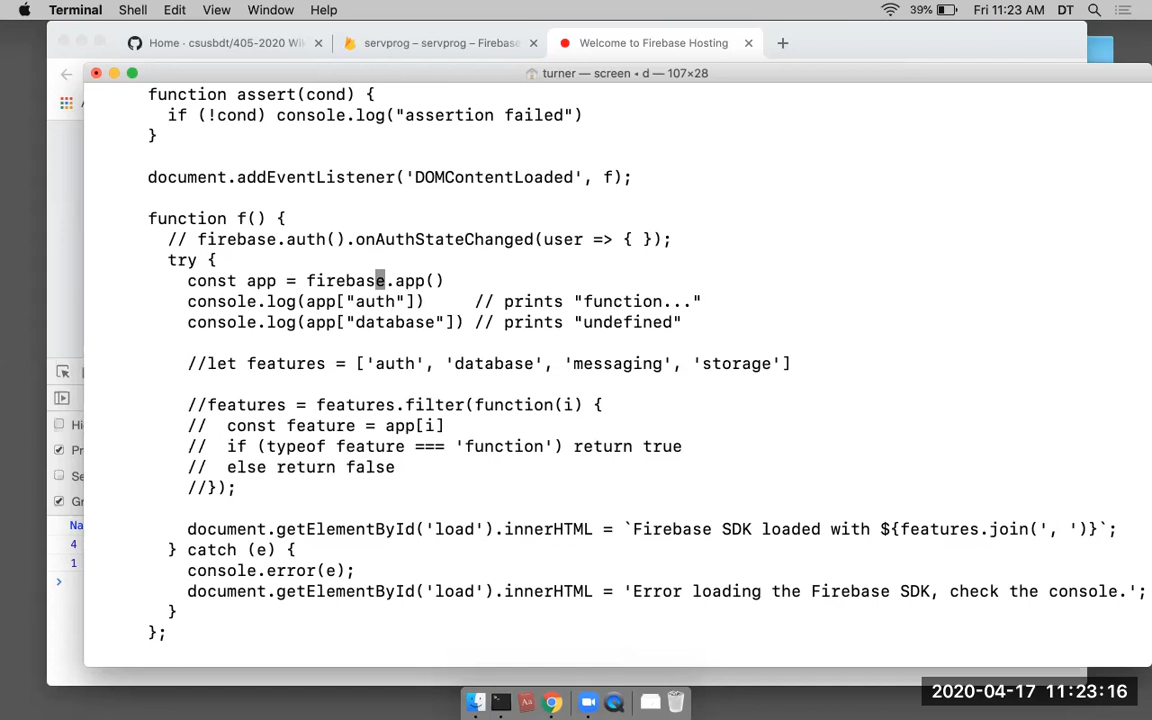 Terminal Shell Edit View Window Help 39% Fri 11:23 AM DT
Home · csusbdt/405-2020 Wi servprog – servprog – Firebase Welcome to Firebase Hosting
turner — screen ◂ d — 107×28
function assert(cond) {
if (!cond) console.log("assertion failed")
}
document.addEventListener('DOMContentLoaded', f);
function f() {
// firebase.auth().onAuthStateChanged(user => { });
try {
const app = firebase.app()
console.log(app["auth"]) // prints "function..."
console.log(app["database"]) // prints "undefined"
//let features = ['auth', 'database', 'messaging', 'storage']
//features = features.filter(function(i) {
// const feature = app[i]
// if (typeof feature === 'function') return true
// else return false
//});
document.getElementById('load').innerHTML = `Firebase SDK loaded with ${features.join(', ')}`;
} catch (e) {
console.error(e);
document.getElementById('load').innerHTML = 'Error loading the Firebase SDK, check the console.';
}
};
Hi
P
Se
G
Na
4
1
2020-04-17 11:23:16